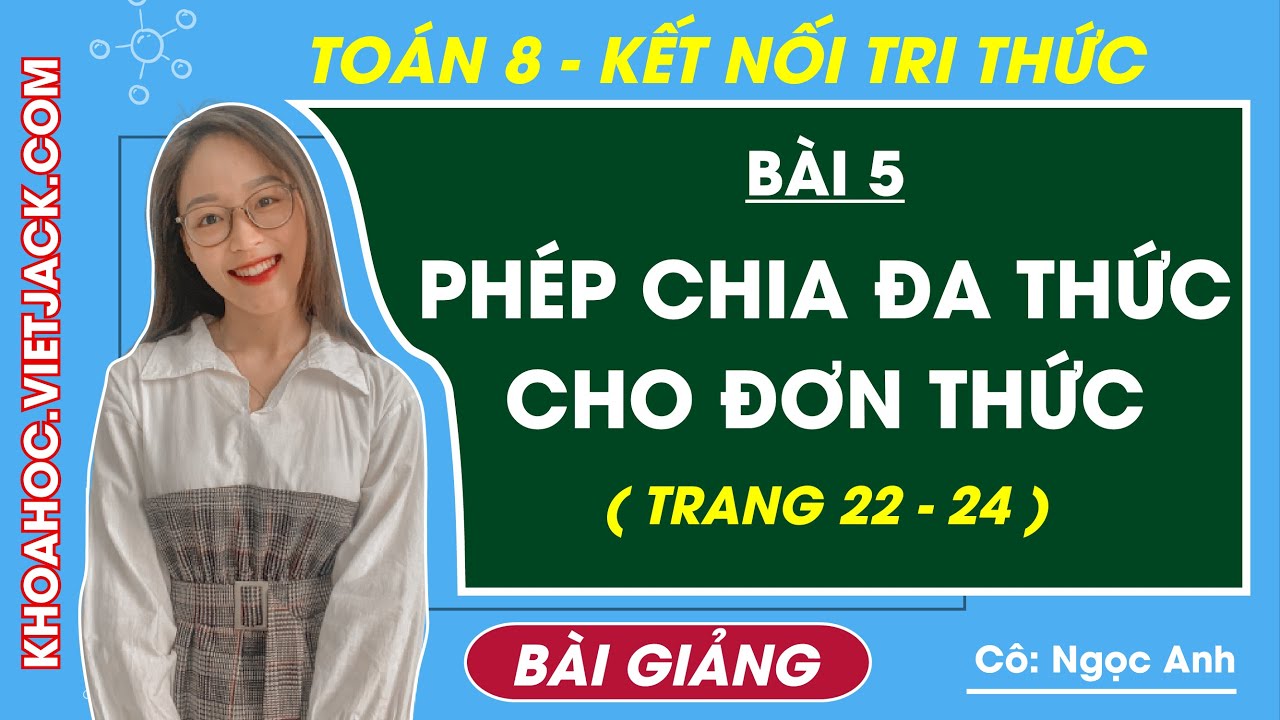 TOÁN 8 - KẾT NỐI TRI THỨC
KHOAHOC.VIETJACK.COM
BÀI 5
PHÉP CHIA ĐA THỨC
CHO ĐƠN THỨC
( TRANG 22 - 24 )
BÀI GIẢNG
Cô: Ngọc Anh